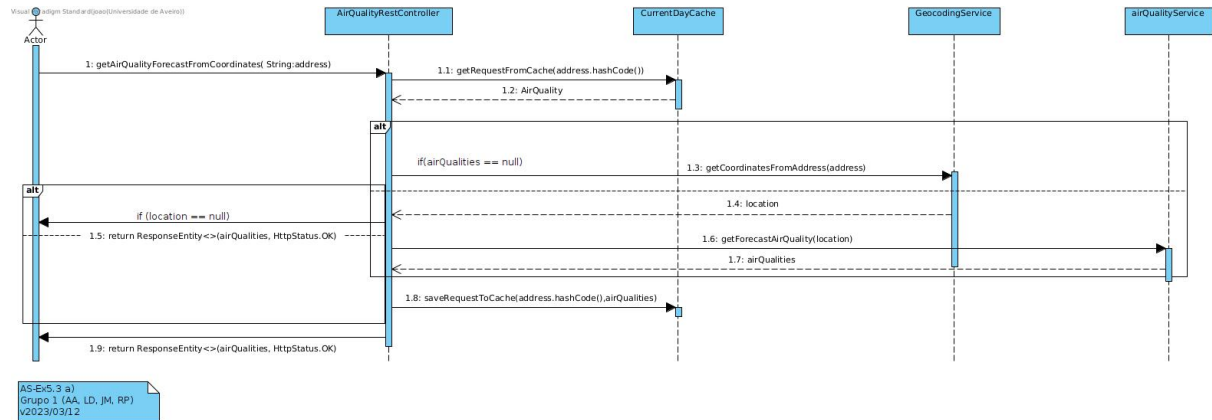 Visual Paradigm Standard(joao(Universidade de Aveiro))
Actor
AirQualityRestController
CurrentDayCache
GeocodingService
airQualityService
1: getAirQualityForecastFromCoordinates( String:address)
1.1: getRequestFromCache(address.hashCode())
1.2: AirQuality
alt
if(airQualities == null)
1.3: getCoordinatesFromAddress(address)
alt
1.4: location
if (location == null)
1.5: return ResponseEntity<>(airQualities, HttpStatus.OK)
1.6: getForecastAirQuality(location)
1.7: airQualities
1.8: saveRequestToCache(address.hashCode(),airQualities)
1.9: return ResponseEntity<>(airQualities, HttpStatus.OK)
AS-Ex5.3 a)
Grupo 1 (AA, LD, JM, RP)
v2023/03/12